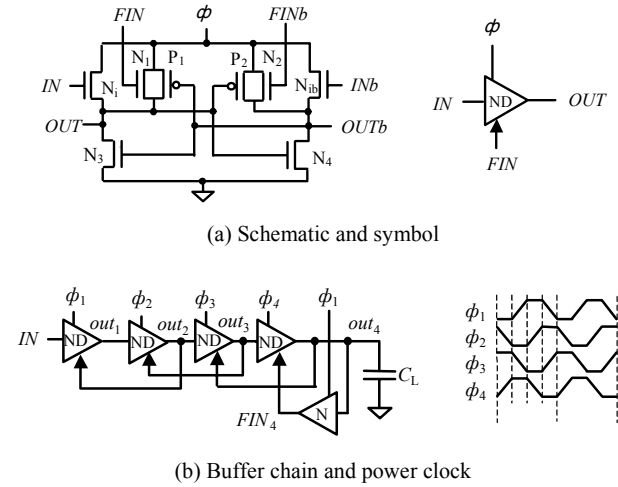 FIN ϕ FINb
N1 P1 P2 N2
IN Ni Nib INb
OUT OUTb
N3 N4
ϕ
IN ND OUT
FIN
(a) Schematic and symbol
ϕ1 ϕ2 ϕ3 ϕ4 ϕ1
IN ND out1 ND out2 ND out3 ND out4
CL
FIN4 N
ϕ1
ϕ2
ϕ3
ϕ4
(b) Buffer chain and power clock